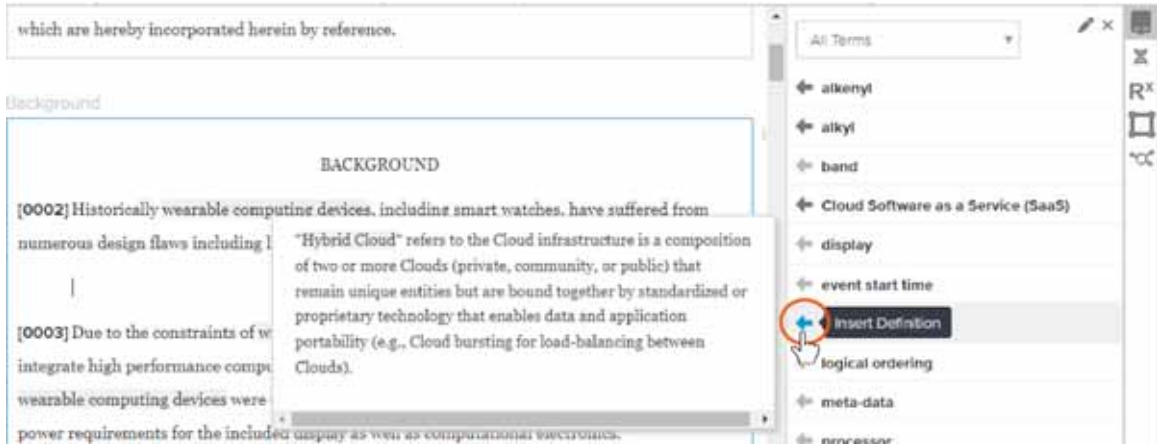 which are hereby incorporated herein by reference.
Background
BACKGROUND
[0002] Historically wearable computing devices, including smart watches, have suffered from
numerous design flaws including l
[0003] Due to the constraints of w
integrate high performance compu
wearable computing devices were
power requirements for the included display as well as computational electronics.
"Hybrid Cloud" refers to the Cloud infrastructure is a composition
of two or more Clouds (private, community, or public) that
remain unique entities but are bound together by standardized or
proprietary technology that enables data and application
portability (e.g., Cloud bursting for load-balancing between
Clouds).
All Terms
alkenyl
alkyl
band
Cloud Software as a Service (SaaS)
display
event start time
Insert Definition
logical ordering
meta-data
processor
Rx